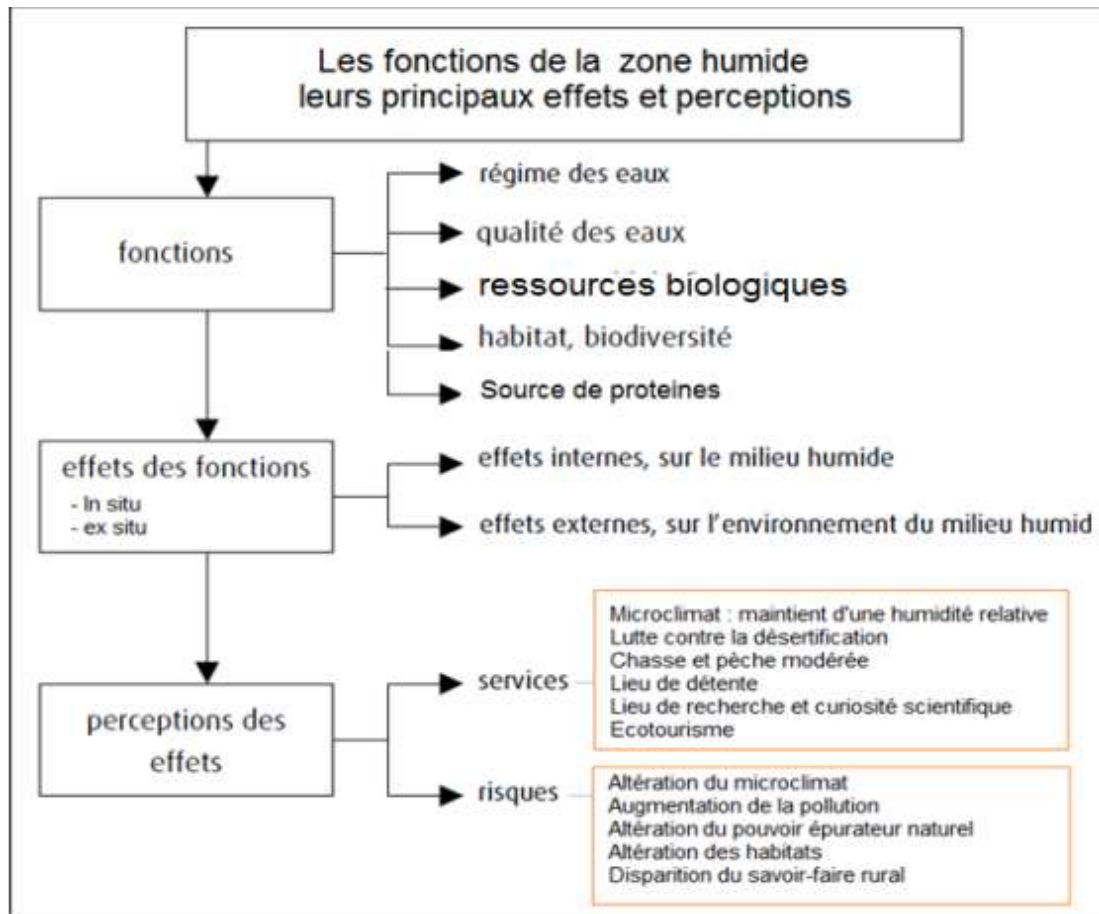 Les fonctions de la zone humide
leurs principaux effets et perceptions
fonctions
régime des eaux
qualité des eaux
ressources biologiques
habitat, biodiversité
Source de proteines
effets des fonctions
- In situ
- ex situ
effets internes, sur le milieu humide
effets externes, sur l'environnement du milieu humid
perceptions des
effets
services
Microclimat : maintient d'une humidité relative
Lutte contre la désertification
Chasse et pèche modérée
Lieu de détente
Lieu de recherche et curiosité scientifique
Ecotourisme
risques
Altération du microclimat
Augmentation de la pollution
Altération du pouvoir épurateur naturel
Altération des habitats
Disparition du savoir-faire rural